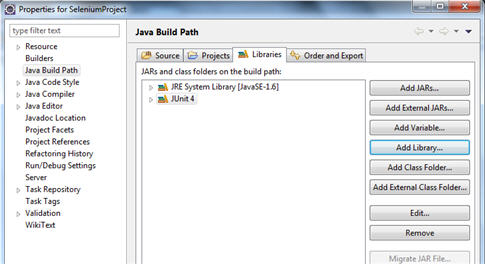 Properties for SeleniumProject
type filter text
Resource
Builders
Java Build Path
Java Code Style
Java Compiler
Java Editor
Javadoc Location
Project Facets
Project References
Refactoring History
Run/Debug Settings
Server
Task Repository
Task Tags
Validation
WikiText
Java Build Path
Source Projects Libraries Order and Export
JARs and class folders on the build path:
JRE System Library [JavaSE-1.6]
JUnit 4
Add JARs...
Add External JARs...
Add Variable...
Add Library...
Add Class Folder...
Add External Class Folder...
Edit...
Remove
Migrate JAR File...